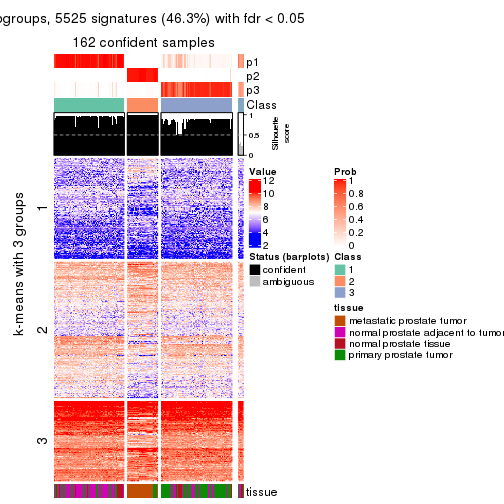 ogroups, 5525 signatures (46.3%) with fdr < 0.05
162 confident samples
p1
p2
p3
Class
1
0.5
0
Silhouette
score
k-means with 3 groups
1
2
3
tissue
Value
12
10
8
6
4
2
Prob
1
0.8
0.6
0.4
0.2
0
Status (barplots)
confident
ambiguous
Class
1
2
3
tissue
metastatic prostate tumor
normal prostate adjacent to tumor
normal prostate tissue
primary prostate tumor